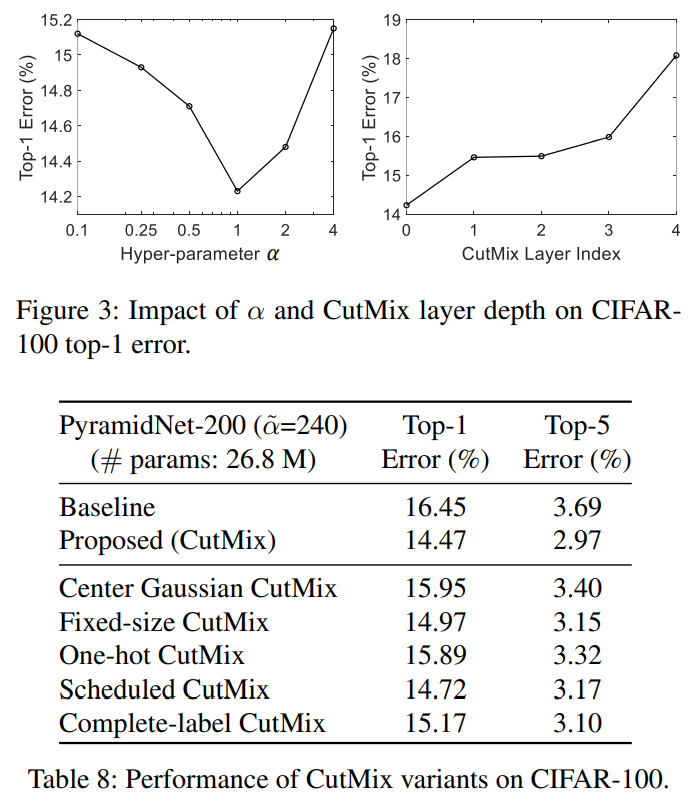 15.2
15
14.8
14.6
14.4
14.2
Top-1 Error (%)
0.1 0.25 0.5 1 2 4
Hyper-parameter α
19
18
17
16
15
14
Top-1 Error (%)
0 1 2 3 4
CutMix Layer Index
Figure 3: Impact of α and CutMix layer depth on CIFAR-
100 top-1 error.
PyramidNet-200 (α̃=240) Top-1 Top-5
(# params: 26.8 M) Error (%) Error (%)
Baseline 16.45 3.69
Proposed (CutMix) 14.47 2.97
Center Gaussian CutMix 15.95 3.40
Fixed-size CutMix 14.97 3.15
One-hot CutMix 15.89 3.32
Scheduled CutMix 14.72 3.17
Complete-label CutMix 15.17 3.10
Table 8: Performance of CutMix variants on CIFAR-100.